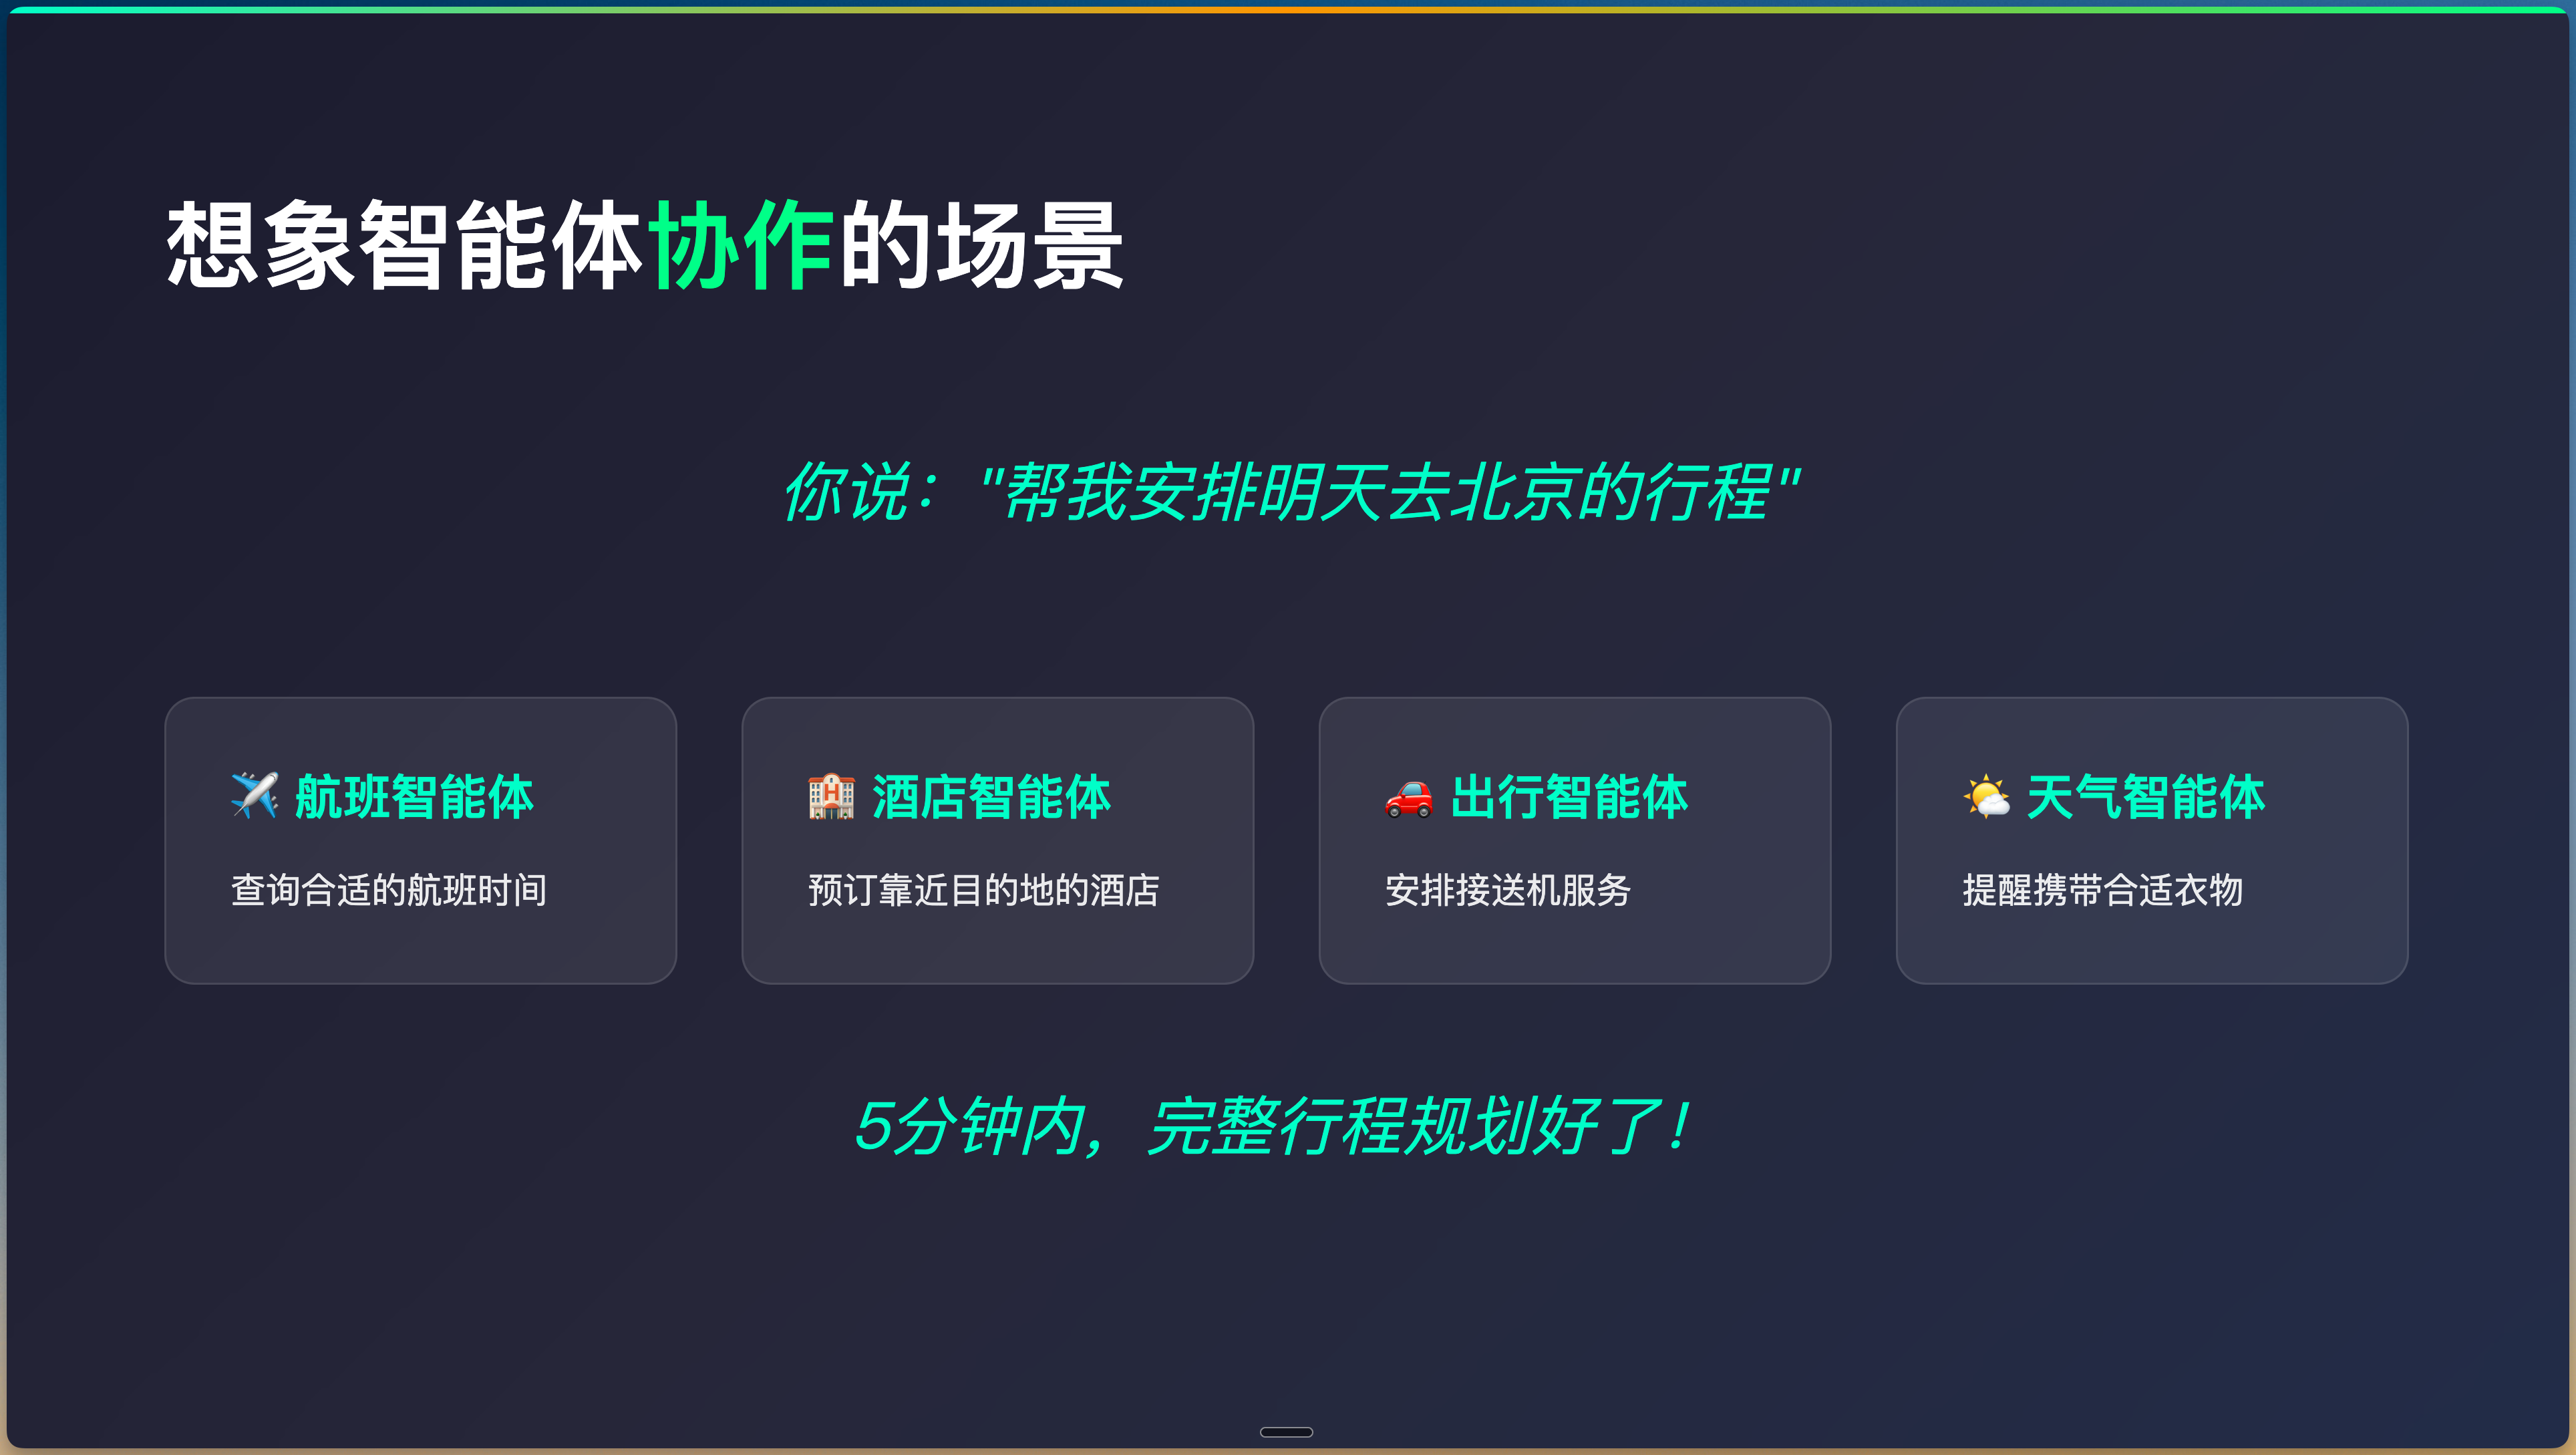 想象智能体协作的场景
你说："帮我安排明天去北京的行程"
✈️ 航班智能体
查询合适的航班时间
🏨 酒店智能体
预订靠近目的地的酒店
🚗 出行智能体
安排接送机服务
🌤️ 天气智能体
提醒携带合适衣物
5分钟内，完整行程规划好了！